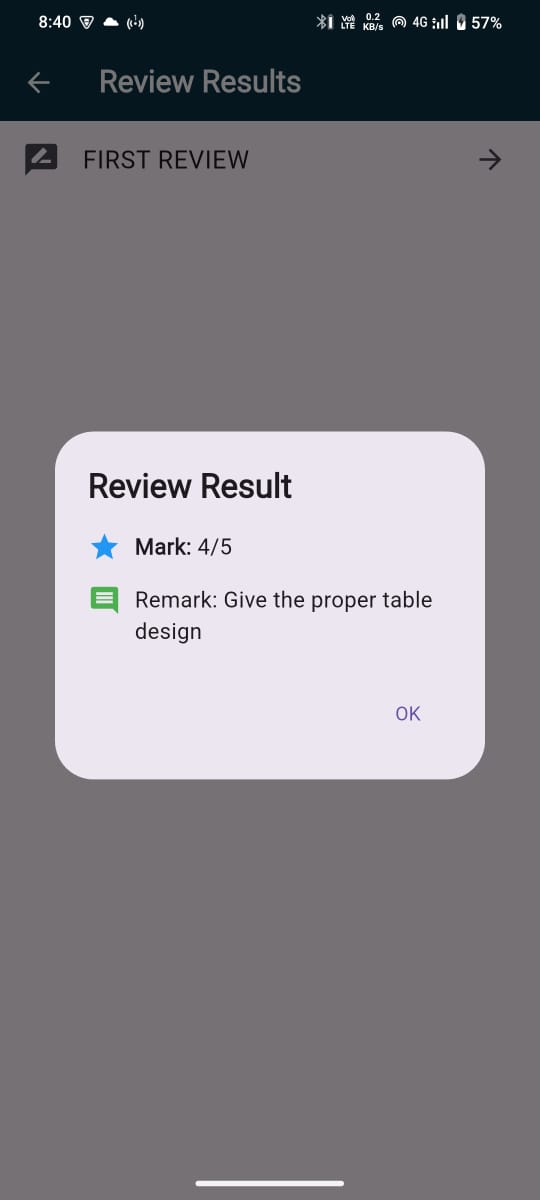 8:40 Vo) LTE 0.2 KB/s 4G 57%
Review Results
FIRST REVIEW
Review Result
Mark: 4/5
Remark: Give the proper table
design
OK